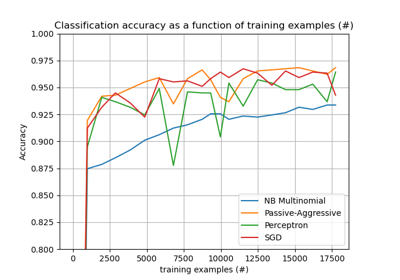 Classification accuracy as a function of training examples (#)
1.000
0.975
0.950
0.925
0.900
0.875
0.850
0.825
0.800
Accuracy
NB Multinomial
Passive-Aggressive
Perceptron
SGD
0 2500 5000 7500 10000 12500 15000 17500
training examples (#)